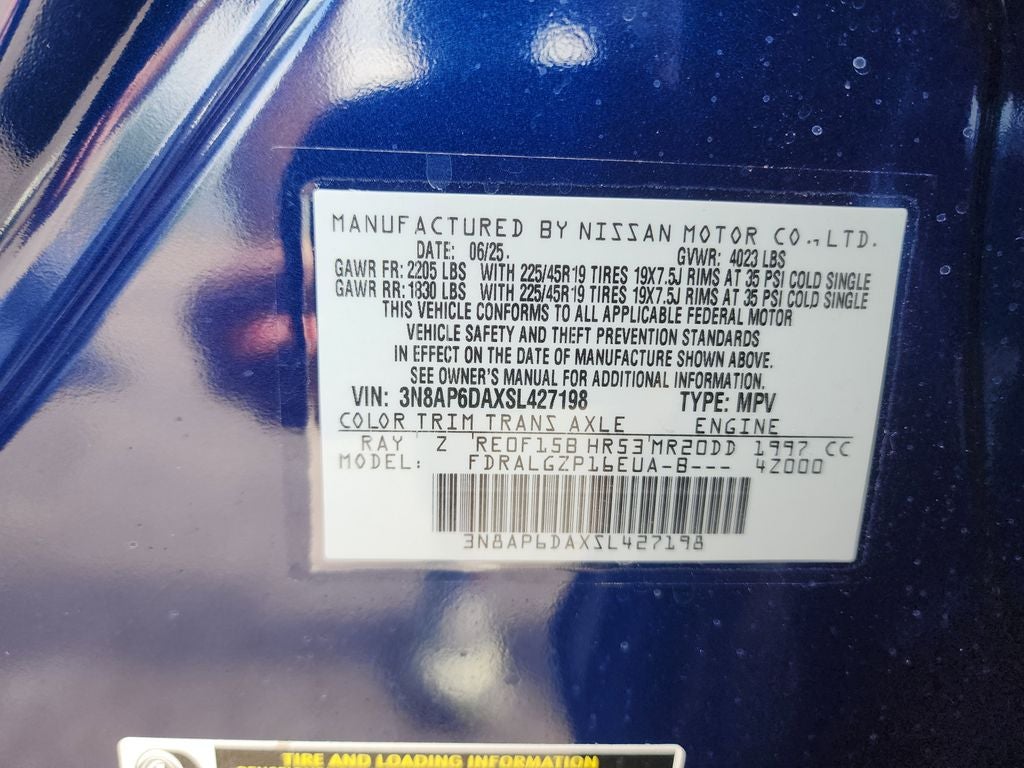 MANUFACTURED BY NISSAN MOTOR CO.,LTD.
DATE: 06/25. GVWR: 4023 LBS
GAWR FR: 2205 LBS WITH 225/45R19 TIRES 19X7.5J RIMS AT 35 PSI COLD SINGLE
GAWR RR: 1830 LBS WITH 225/45R19 TIRES 19X7.5J RIMS AT 35 PSI COLD SINGLE
THIS VEHICLE CONFORMS TO ALL APPLICABLE FEDERAL MOTOR
VEHICLE SAFETY AND THEFT PREVENTION STANDARDS
IN EFFECT ON THE DATE OF MANUFACTURE SHOWN ABOVE.
SEE OWNER'S MANUAL FOR ADDITIONAL INFORMATION.
VIN: 3N8AP6DAXSL427198 TYPE: MPV
COLOR TRIM TRANS AXLE ENGINE
RAY Z RE0F15B HR53 MR20DD 1997 CC
MODEL: FDRALGZP16EUA-B--- 4Z000
3N8AP6DAXSL427198
TIRE AND LOADING INFORMATION